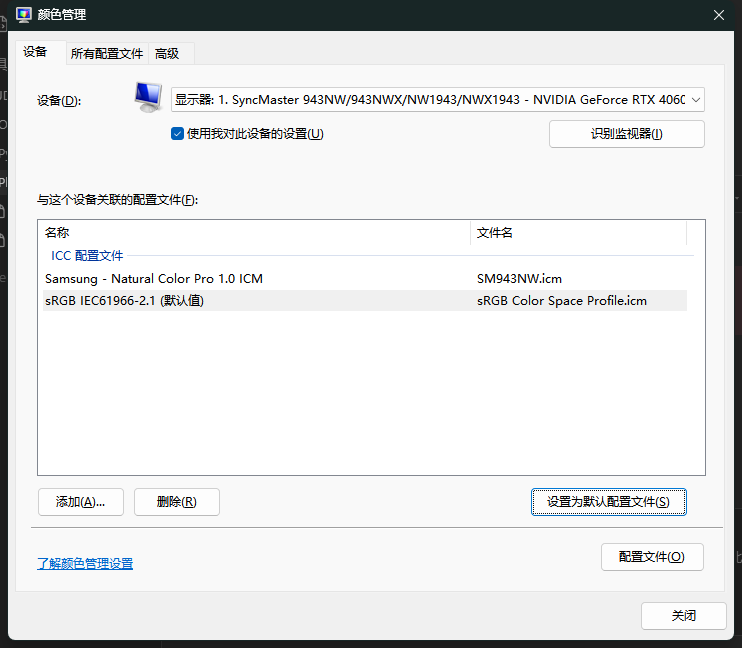 颜色管理
设备
所有配置文件
高级
设备(D):
显示器: 1. SyncMaster 943NW/943NWX/NW1943/NWX1943 - NVIDIA GeForce RTX 4060
使用我对此设备的设置(U)
识别监视器(I)
与这个设备关联的配置文件(F):
名称 文件名
ICC 配置文件
Samsung - Natural Color Pro 1.0 ICM SM943NW.icm
sRGB IEC61966-2.1 (默认值) sRGB Color Space Profile.icm
添加(A)... 删除(R) 设置为默认配置文件(S)
了解颜色管理设置
配置文件(O)
关闭